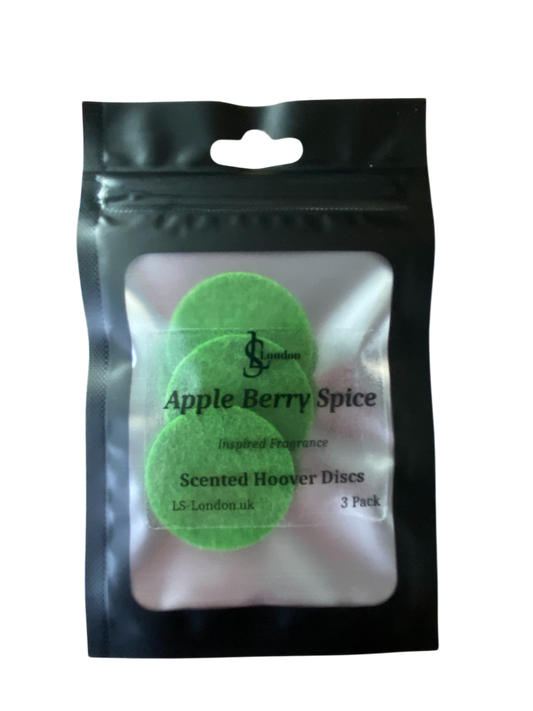 LS London
Apple Berry Spice
Inspired Fragrance
Scented Hoover Discs
LS-London.uk 3 Pack